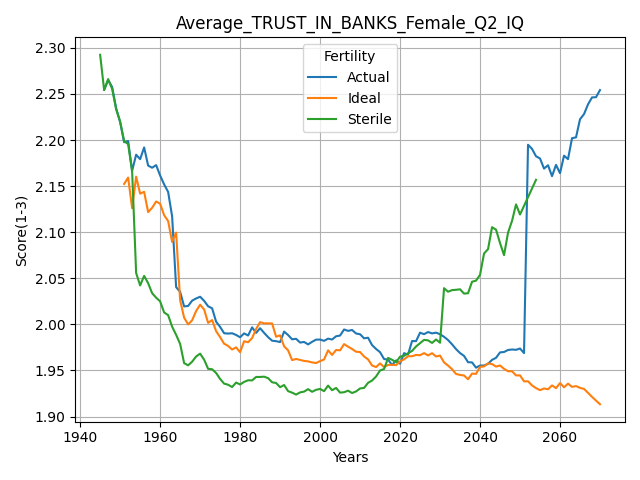 Average_TRUST_IN_BANKS_Female_Q2_IQ
Fertility
Actual
Ideal
Sterile
Score(1-3)
2.30
2.25
2.20
2.15
2.10
2.05
2.00
1.95
1.90
1940
1960
1980
2000
2020
2040
2060
Years